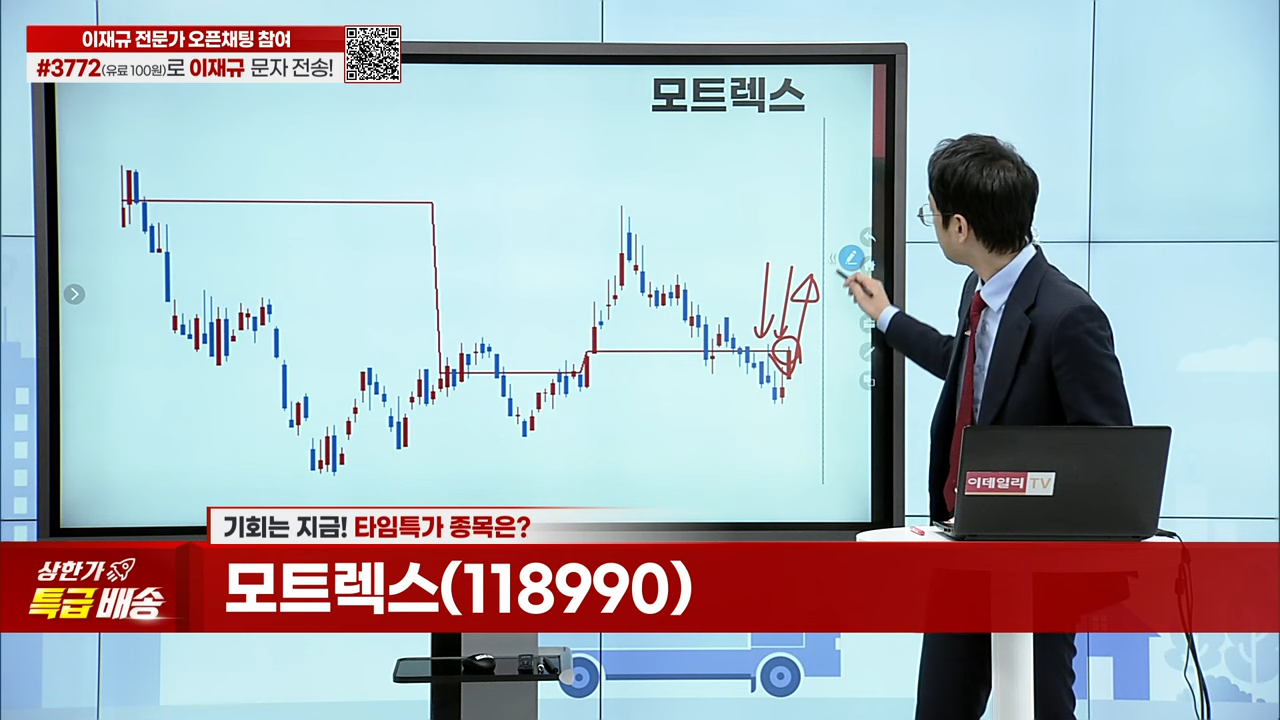 이재규 전문가 오픈채팅 참여
#3772(유료 100원)로 이재규 문자 전송!
모트렉스
이데일리 TV
기회는 지금! 타임특가 종목은?
상한가
특급 배송
모트렉스(118990)